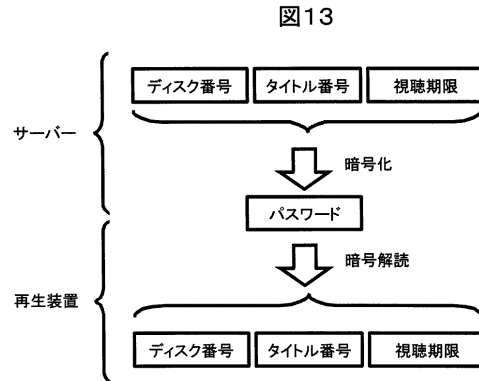 図13
ディスク番号 タイトル番号 視聴期限
サーバー
暗号化
パスワード
暗号解読
再生装置
ディスク番号 タイトル番号 視聴期限